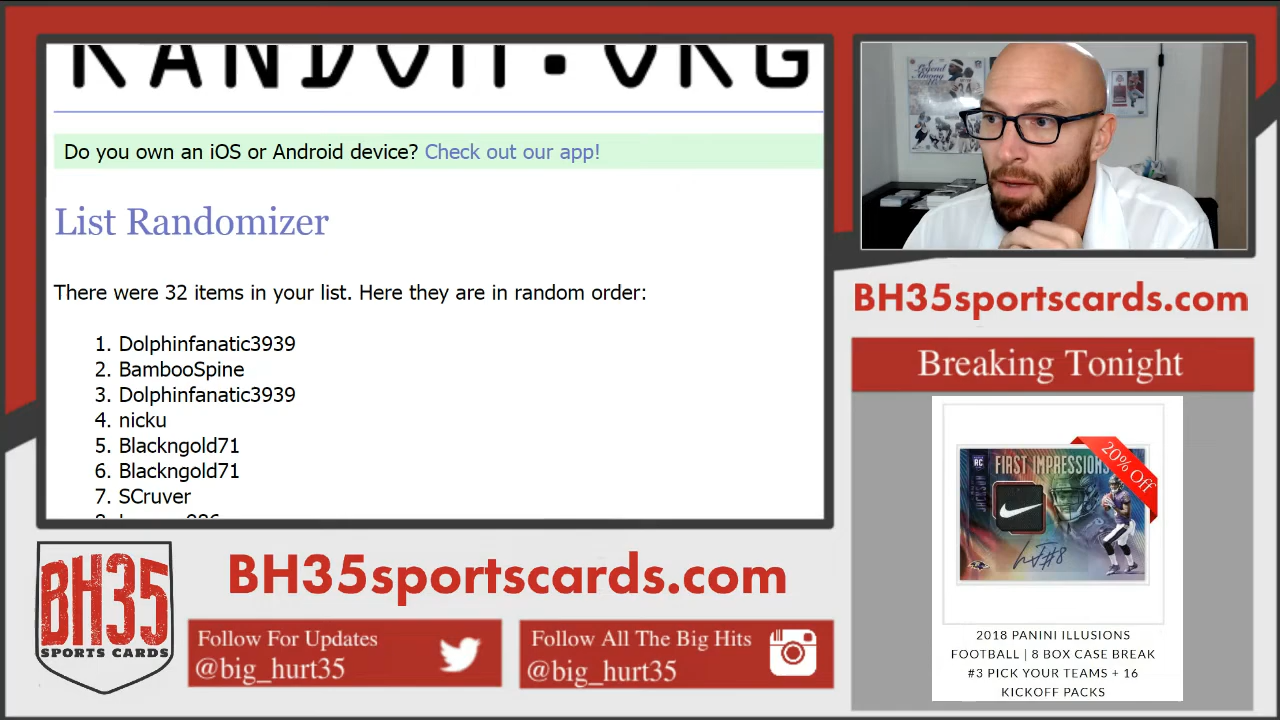 RANDOM.ORG
Do you own an iOS or Android device? Check out our app!
List Randomizer
There were 32 items in your list. Here they are in random order:
1. Dolphinfanatic3939
2. BambooSpine
3. Dolphinfanatic3939
4. nicku
5. Blackngold71
6. Blackngold71
7. SCruver
BH35sportscards.com
Breaking Tonight
20% Off
RC
FIRST IMPRESSIONS
2018 PANINI ILLUSIONS
FOOTBALL | 8 BOX CASE BREAK
#3 PICK YOUR TEAMS + 16
KICKOFF PACKS
BH35
SPORTS CARDS
BH35sportscards.com
Follow For Updates
@big_hurt35
Follow All The Big Hits
@big_hurt35